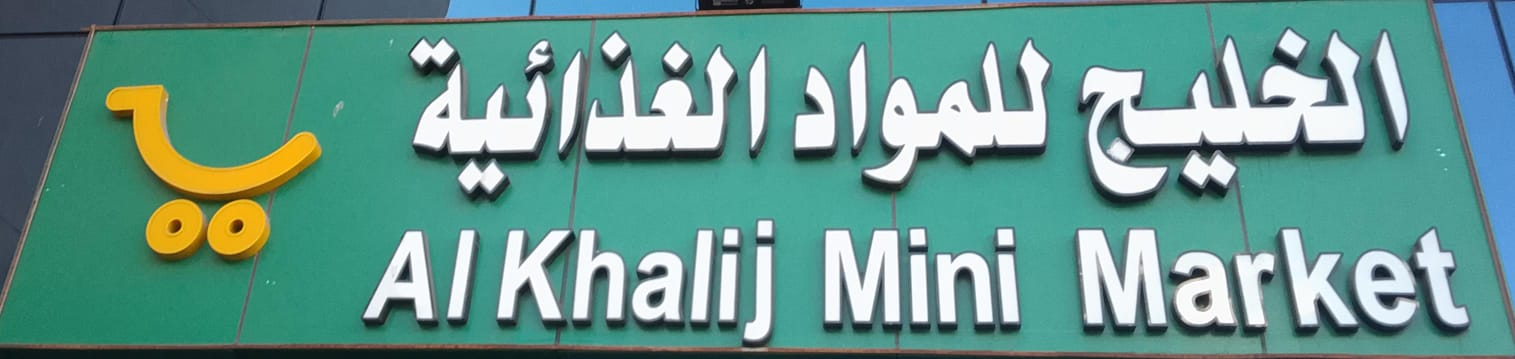 الخليج للمواد الغذائية
Al Khalij Mini Market